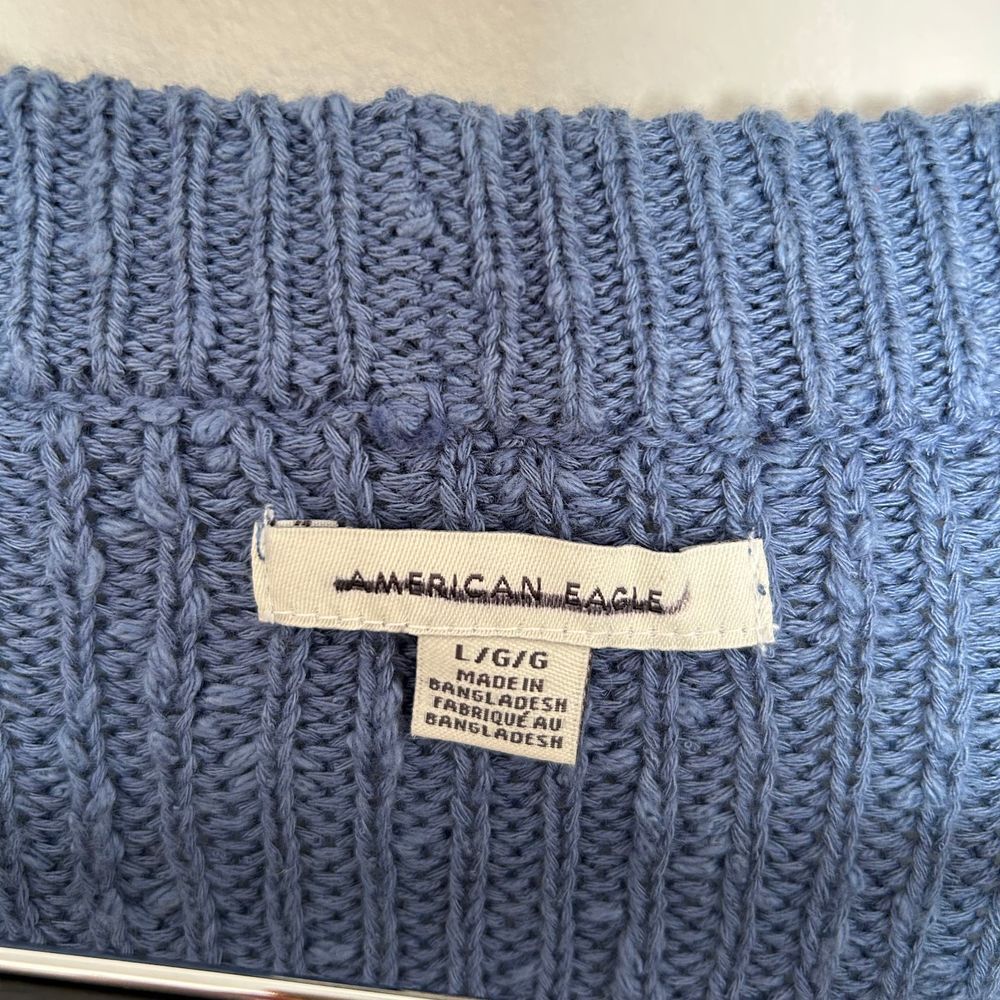 AMERICAN EAGLE
L/G/G
MADE IN
BANGLADESH
FABRIQUÉ AU
BANGLADESH